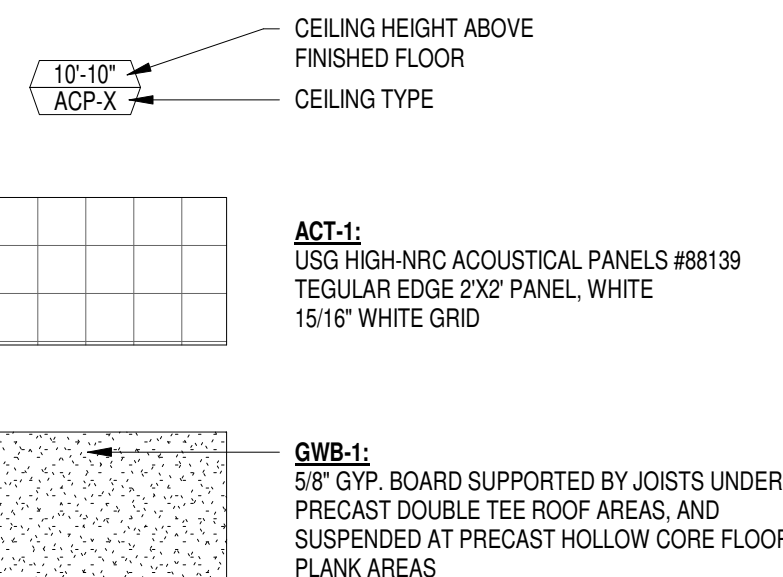 CEILING HEIGHT ABOVE
FINISHED FLOOR
10'-10"
ACP-X
CEILING TYPE
ACT-1:
USG HIGH-NRC ACOUSTICAL PANELS #88139
TEGULAR EDGE 2'X2' PANEL, WHITE
15/16" WHITE GRID
GWB-1:
5/8" GYP. BOARD SUPPORTED BY JOISTS UNDER
PRECAST DOUBLE TEE ROOF AREAS, AND
SUSPENDED AT PRECAST HOLLOW CORE FLOOR
PLANK AREAS